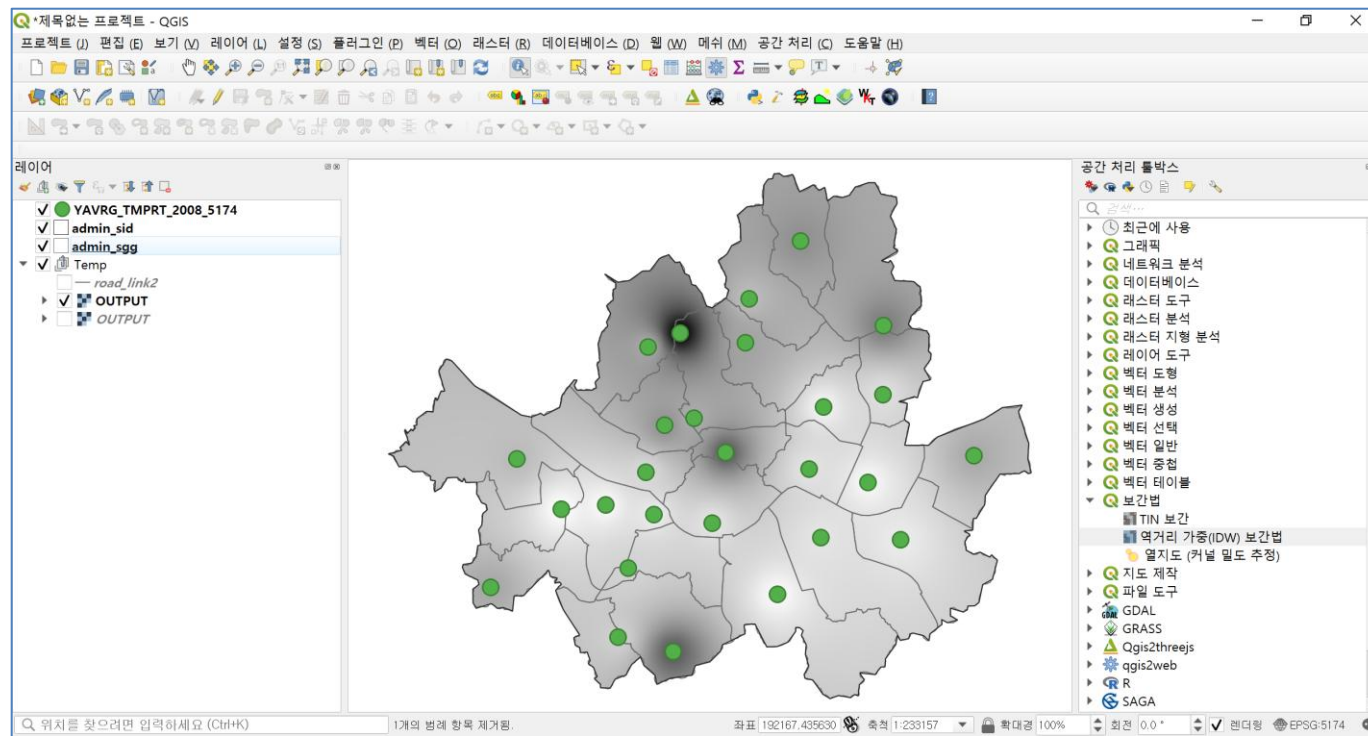 *제목없는 프로젝트 - QGIS
프로젝트 (J) 편집 (E) 보기 (V) 레이어 (L) 설정 (S) 플러그인 (P) 벡터 (O) 래스터 (R) 데이터베이스 (D) 웹 (W) 메쉬 (M) 공간 처리 (C) 도움말 (H)
레이어
YAVRG_TMPRT_2008_5174
admin_sid
admin_sgg
Temp
road_link2
OUTPUT
OUTPUT
공간 처리 툴박스
검색…
최근에 사용
그래픽
네트워크 분석
데이터베이스
래스터 도구
래스터 분석
래스터 지형 분석
레이어 도구
벡터 도형
벡터 분석
벡터 생성
벡터 선택
벡터 일반
벡터 중첩
벡터 테이블
보간법
TIN 보간
역거리 가중(IDW) 보간법
열지도 (커널 밀도 추정)
지도 제작
파일 도구
GDAL
GRASS
Qgis2threejs
qgis2web
R
SAGA
위치를 찾으려면 입력하세요 (Ctrl+K)
1개의 범례 항목 제거됨.
좌표 192167.435630 축척 1:233157 확대경 100% 회전 0.0 ° 렌더링 EPSG:5174